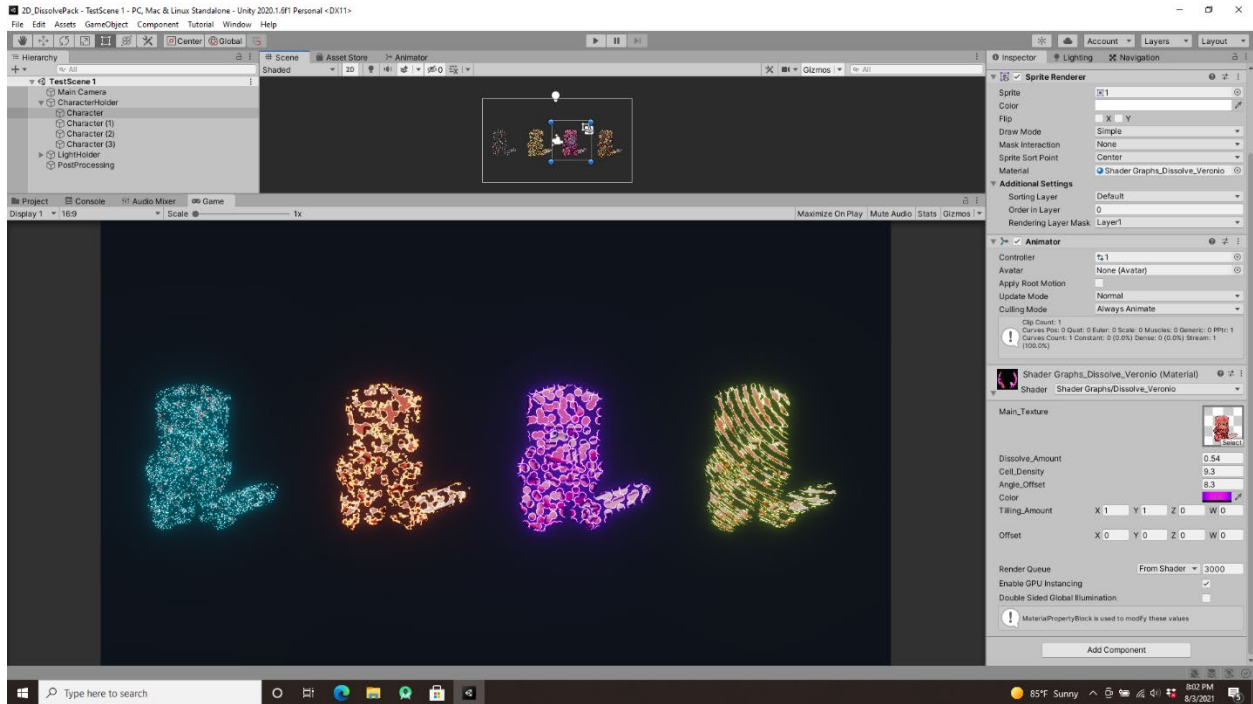 2D_DissolvePack - TestScene 1 - PC, Mac & Linux Standalone - Unity 2020.1.6f1 Personal <DX11>
File Edit Assets GameObject Component Tutorial Window Help
Center Global
Account Layers Layout
Hierarchy
All
TestScene 1
Main Camera
CharacterHolder
Character
Character (1)
Character (2)
Character (3)
LightHolder
PostProcessing
Scene Asset Store Animator
Shaded 2D 0 Gizmos All
Project Console Audio Mixer Game
Display 1 16:9 Scale 1x Maximize On Play Mute Audio Stats Gizmos
Inspector Lighting Navigation
Sprite Renderer
Sprite 1
Color
Flip X Y
Draw Mode Simple
Mask Interaction None
Sprite Sort Point Center
Material Shader Graphs_Dissolve_Veronio
Additional Settings
Sorting Layer Default
Order in Layer 0
Rendering Layer Mask Layer1
Animator
Controller 1
Avatar None (Avatar)
Apply Root Motion
Update Mode Normal
Culling Mode Always Animate
Clip Count: 1
Curves Pos: 0 Quat: 0 Euler: 0 Scale: 0 Muscles: 0 Generic: 0 PPtr: 1
Curves Count: 1 Constant: 0 (0.0%) Dense: 0 (0.0%) Stream: 1
(100.0%)
Shader Graphs_Dissolve_Veronio (Material)
Shader Shader Graphs/Dissolve_Veronio
Main_Texture
Select
Dissolve_Amount 0.54
Cell_Density 9.3
Angle_Offset 8.3
Color
Tilling_Amount X 1 Y 1 Z 0 W 0
Offset X 0 Y 0 Z 0 W 0
Render Queue From Shader 3000
Enable GPU Instancing
Double Sided Global Illumination
MaterialPropertyBlock is used to modify these values
Add Component
Type here to search
85°F Sunny
8:02 PM
8/3/2021
5